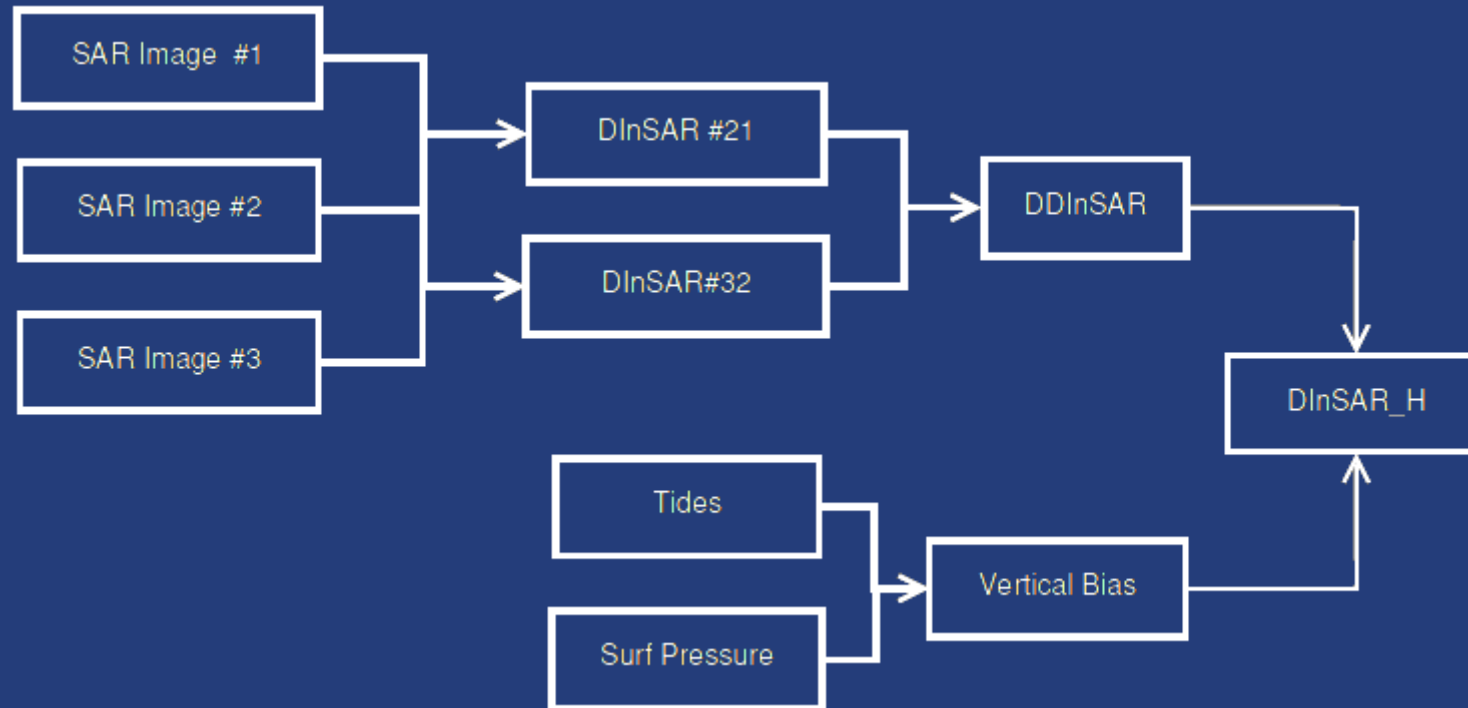 SAR Image #1
SAR Image #2
SAR Image #3
DInSAR #21
DInSAR#32
DDInSAR
DInSAR_H
Tides
Surf Pressure
Vertical Bias